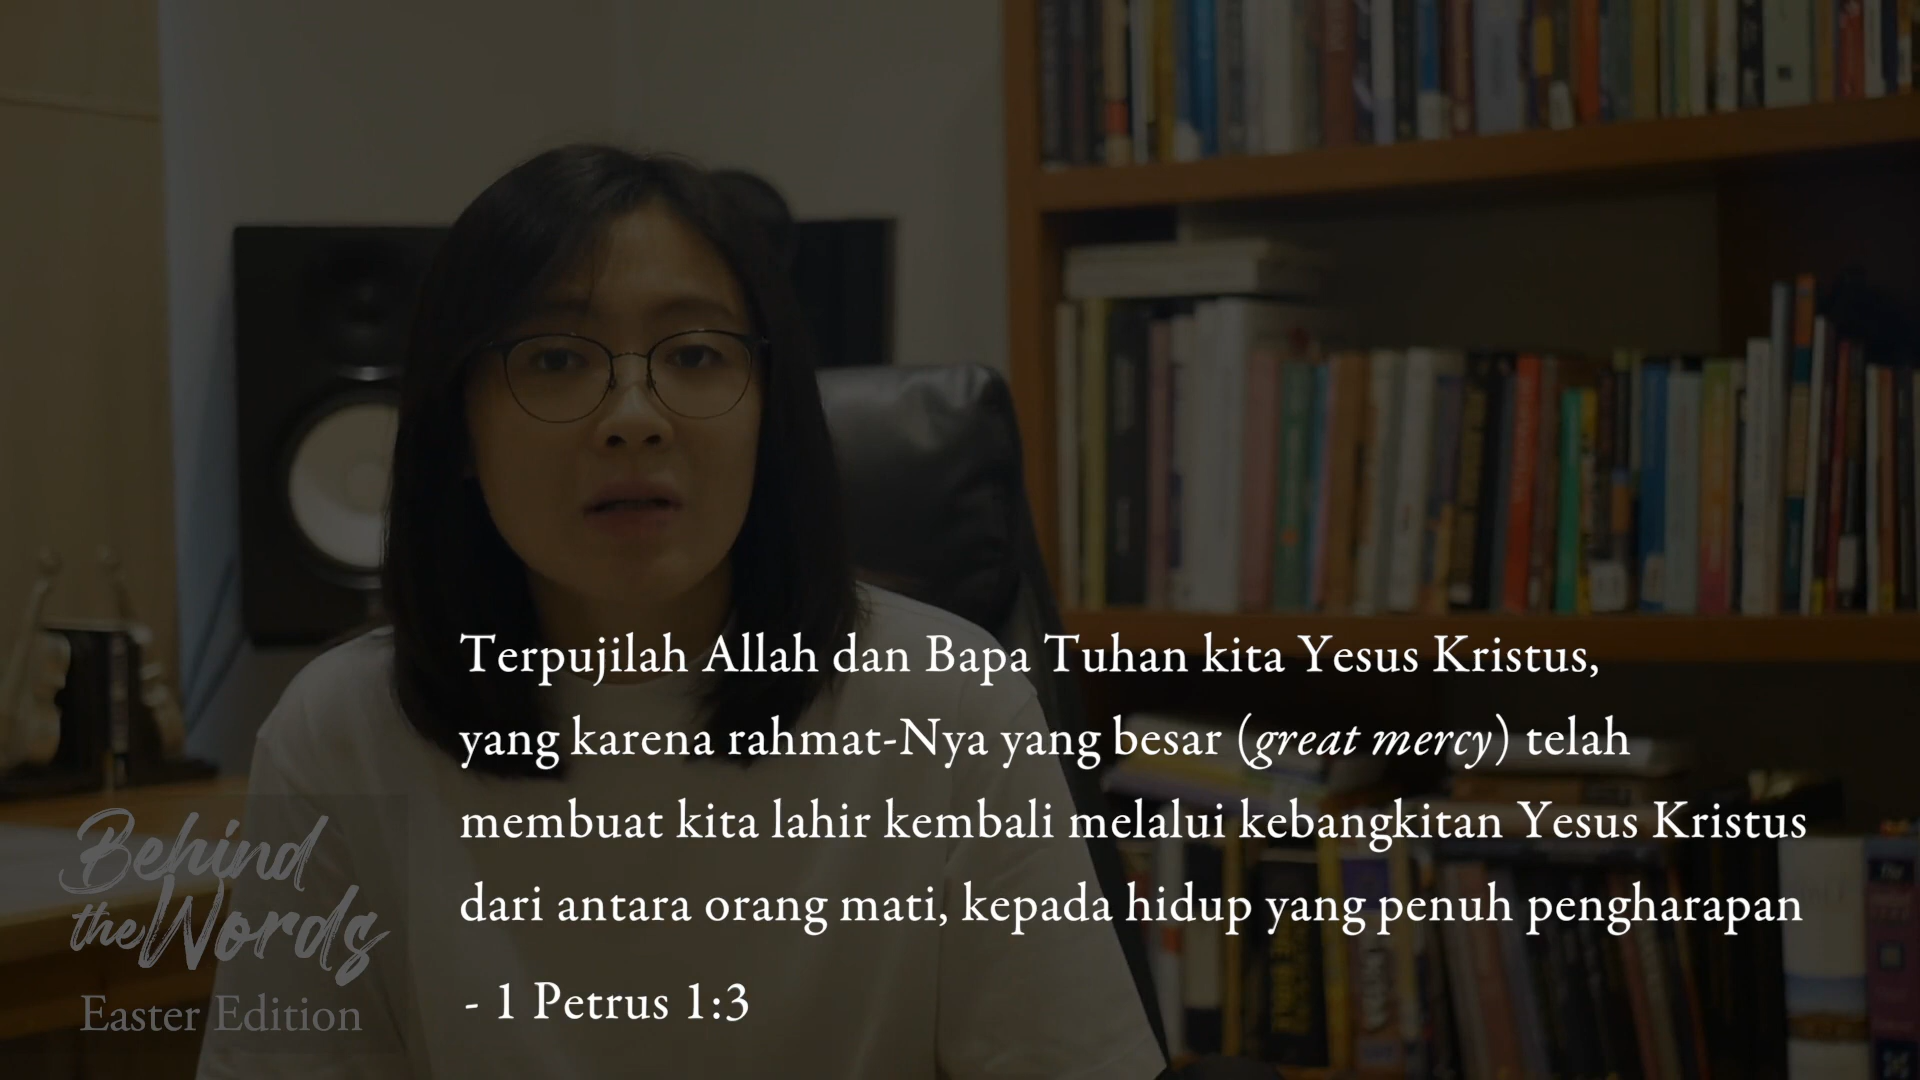 Terpujilah Allah dan Bapa Tuhan kita Yesus Kristus,
yang karena rahmat-Nya yang besar (great mercy) telah
membuat kita lahir kembali melalui kebangkitan Yesus Kristus
dari antara orang mati, kepada hidup yang penuh pengharapan
- 1 Petrus 1:3
Behind
the Words
Easter Edition